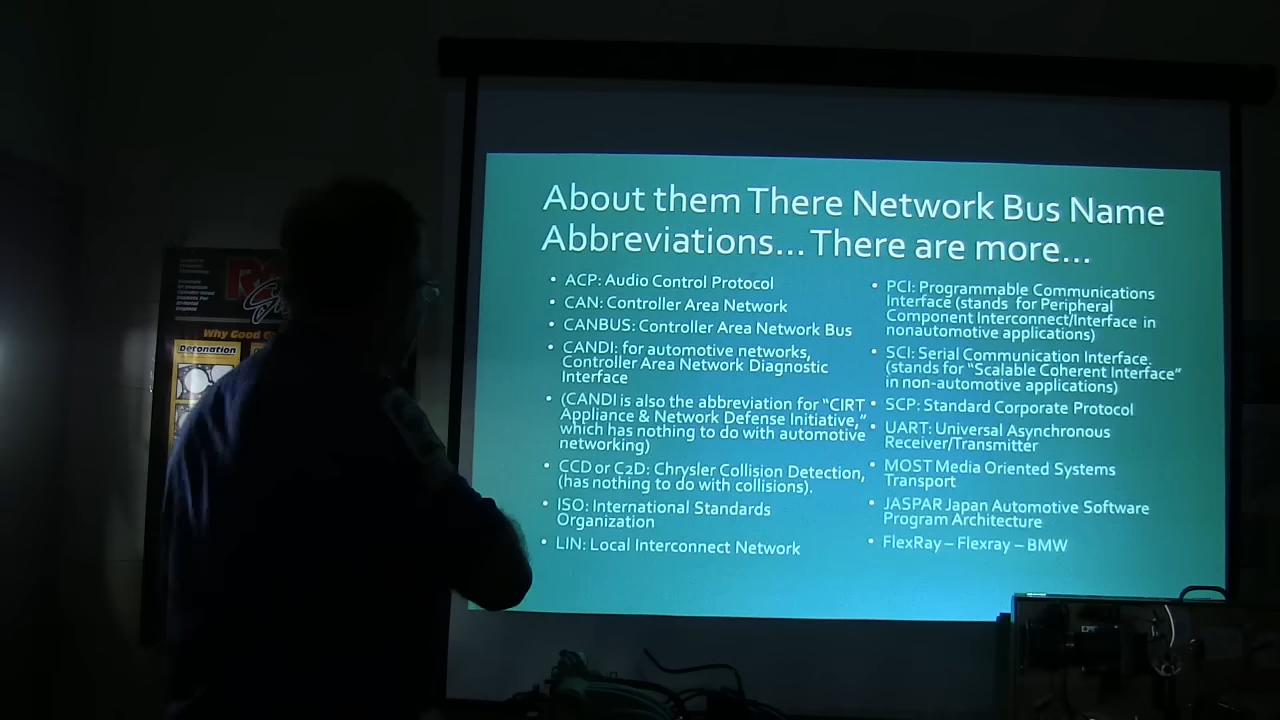 About them There Network Bus Name
Abbreviations... There are more...
• ACP: Audio Control Protocol
• CAN: Controller Area Network
• CANBUS: Controller Area Network Bus
• CANDI: for automotive networks,
Controller Area Network Diagnostic
Interface
• (CANDI is also the abbreviation for “CIRT
Appliance & Network Defense Initiative,”
which has nothing to do with automotive
networking)
• CCD or C2D: Chrysler Collision Detection,
(has nothing to do with collisions).
• ISO: International Standards
Organization
• LIN: Local Interconnect Network
• PCI: Programmable Communications
Interface (stands for Peripheral
Component Interconnect/Interface in
nonautomotive applications)
• SCI: Serial Communication Interface.
(stands for “Scalable Coherent Interface”
in non-automotive applications)
• SCP: Standard Corporate Protocol
• UART: Universal Asynchronous
Receiver/Transmitter
• MOST Media Oriented Systems
Transport
• JASPAR Japan Automotive Software
Program Architecture
• FlexRay – Flexray – BMW
Why Good
Detonation